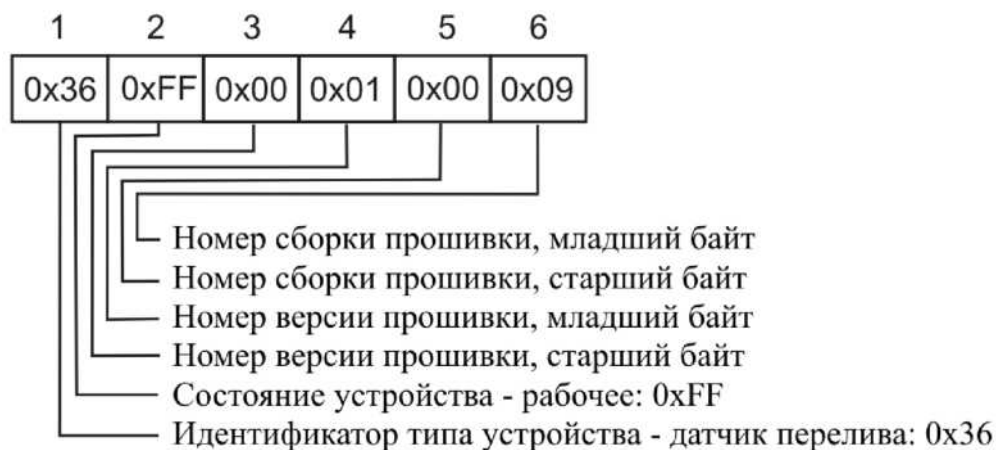 1 2 3 4 5 6
0x36 0xFF 0x00 0x01 0x00 0x09
Номер сборки прошивки, младший байт
Номер сборки прошивки, старший байт
Номер версии прошивки, младший байт
Номер версии прошивки, старший байт
Состояние устройства - рабочее: 0xFF
Идентификатор типа устройства - датчик перелива: 0x36